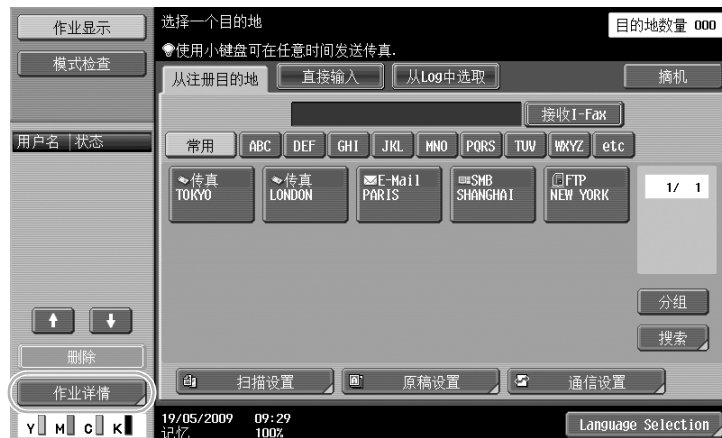 作业显示
模式检查
用户名 状态
删除
作业详情
Y M C K
选择一个目的地
目的地数量 000
使用小键盘可在任意时间发送传真.
从注册目的地 直接输入 从Log中选取 摘机
接收I-Fax
常用 ABC DEF GHI JKL MNO PQRS TUV WXYZ etc
传真 TOKYO
传真 LONDON
E-Mail PARIS
SMB SHANGHAI
FTP NEW YORK
1/ 1
分组
搜索
扫描设置 原稿设置 通信设置
19/05/2009 09:29
记忆 100%
Language Selection